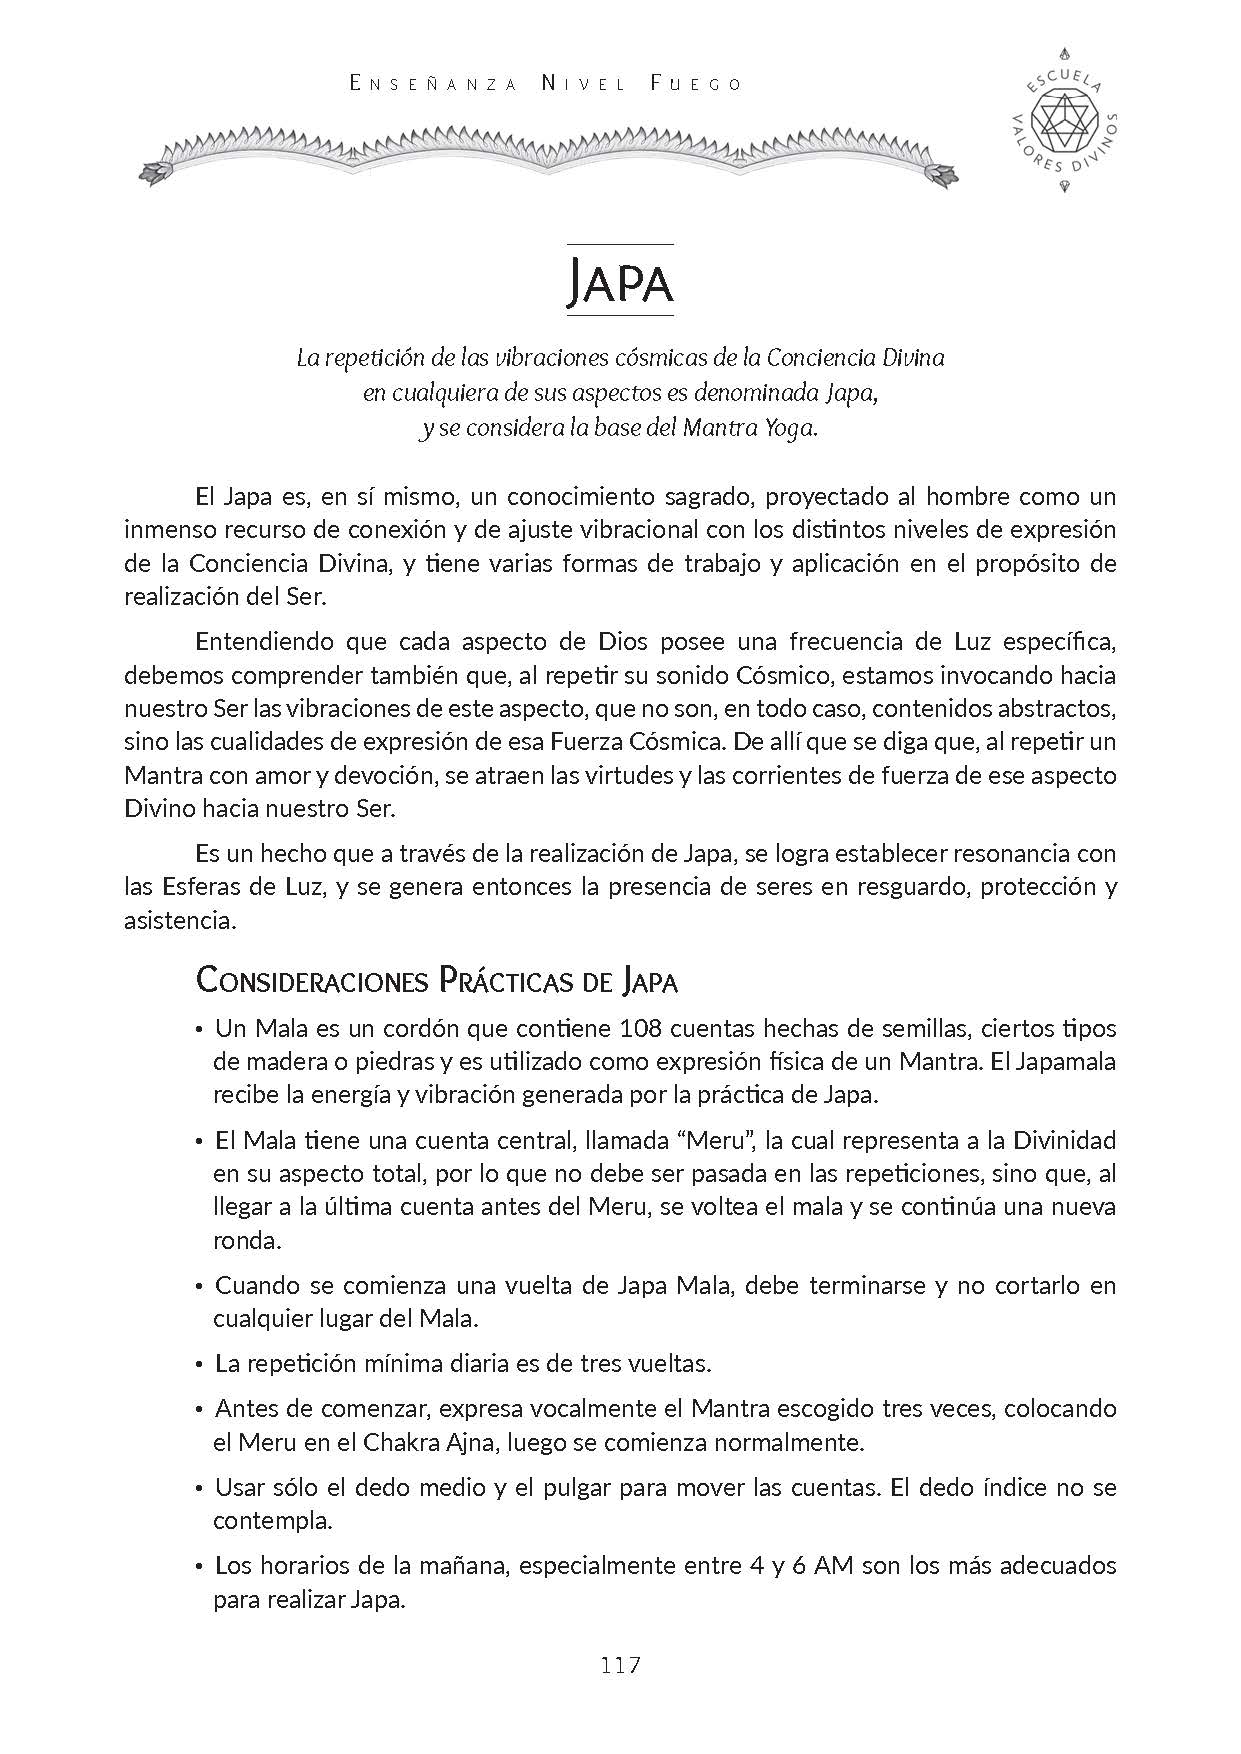 Enseñanza Nivel Fuego
ESCUELA
VALORES DIVINOS
Japa
La repetición de las vibraciones cósmicas de la Conciencia Divina
en cualquiera de sus aspectos es denominada Japa,
y se considera la base del Mantra Yoga.
El Japa es, en sí mismo, un conocimiento sagrado, proyectado al hombre como un
inmenso recurso de conexión y de ajuste vibracional con los distintos niveles de expresión
de la Conciencia Divina, y tiene varias formas de trabajo y aplicación en el propósito de
realización del Ser.
Entendiendo que cada aspecto de Dios posee una frecuencia de Luz específica,
debemos comprender también que, al repetir su sonido Cósmico, estamos invocando hacia
nuestro Ser las vibraciones de este aspecto, que no son, en todo caso, contenidos abstractos,
sino las cualidades de expresión de esa Fuerza Cósmica. De allí que se diga que, al repetir un
Mantra con amor y devoción, se atraen las virtudes y las corrientes de fuerza de ese aspecto
Divino hacia nuestro Ser.
Es un hecho que a través de la realización de Japa, se logra establecer resonancia con
las Esferas de Luz, y se genera entonces la presencia de seres en resguardo, protección y
asistencia.
Consideraciones Prácticas de Japa
• Un Mala es un cordón que contiene 108 cuentas hechas de semillas, ciertos tipos
de madera o piedras y es utilizado como expresión física de un Mantra. El Japamala
recibe la energía y vibración generada por la práctica de Japa.
• El Mala tiene una cuenta central, llamada “Meru”, la cual representa a la Divinidad
en su aspecto total, por lo que no debe ser pasada en las repeticiones, sino que, al
llegar a la última cuenta antes del Meru, se voltea el mala y se continúa una nueva
ronda.
• Cuando se comienza una vuelta de Japa Mala, debe terminarse y no cortarlo en
cualquier lugar del Mala.
• La repetición mínima diaria es de tres vueltas.
• Antes de comenzar, expresa vocalmente el Mantra escogido tres veces, colocando
el Meru en el Chakra Ajna, luego se comienza normalmente.
• Usar sólo el dedo medio y el pulgar para mover las cuentas. El dedo índice no se
contempla.
• Los horarios de la mañana, especialmente entre 4 y 6 AM son los más adecuados
para realizar Japa.
117